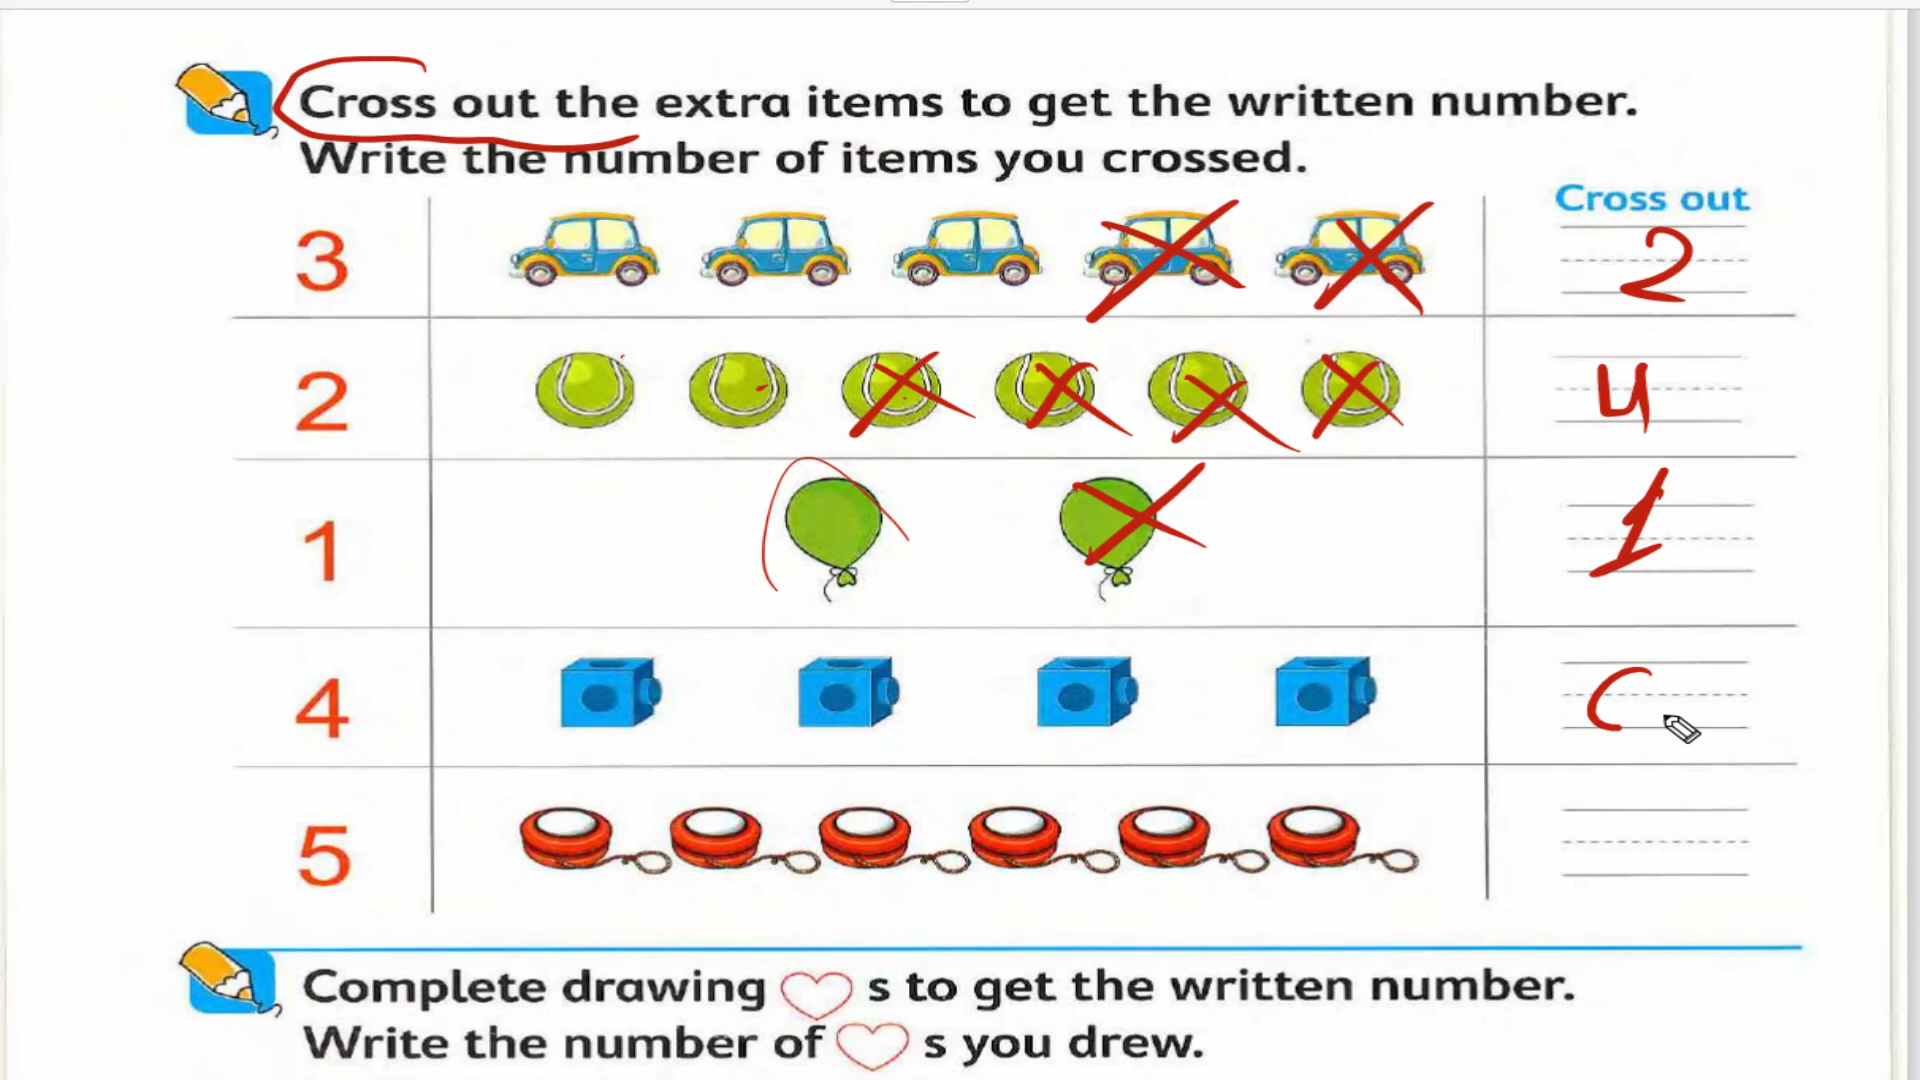 Cross out the extra items to get the written number.
Write the number of items you crossed.
Cross out
3
2
2
4
1
1
4
5
Complete drawing s to get the written number.
Write the number of s you drew.